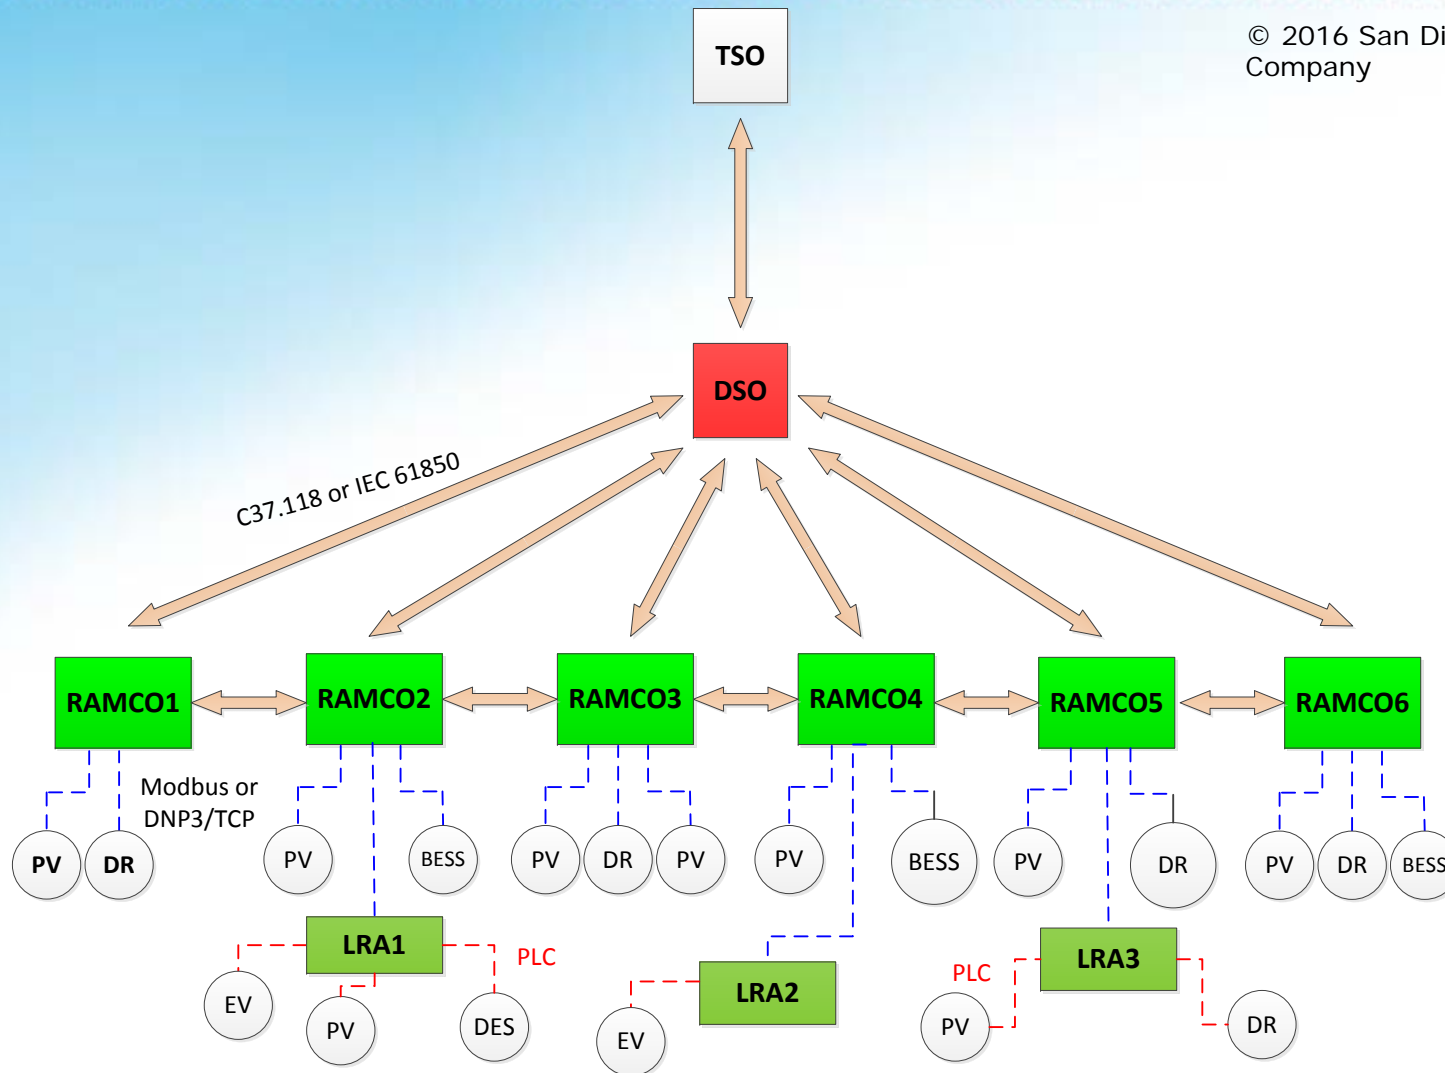 © 2016 San Di
Company
TSO
DSO
C37.118 or IEC 61850
RAMCO1
RAMCO2
RAMCO3
RAMCO4
RAMCO5
RAMCO6
Modbus or
DNP3/TCP
PV
DR
PV
BESS
PV
DR
PV
PV
BESS
PV
DR
PV
DR
BESS
LRA1
PLC
EV
PV
DES
LRA2
EV
LRA3
PLC
PV
DR